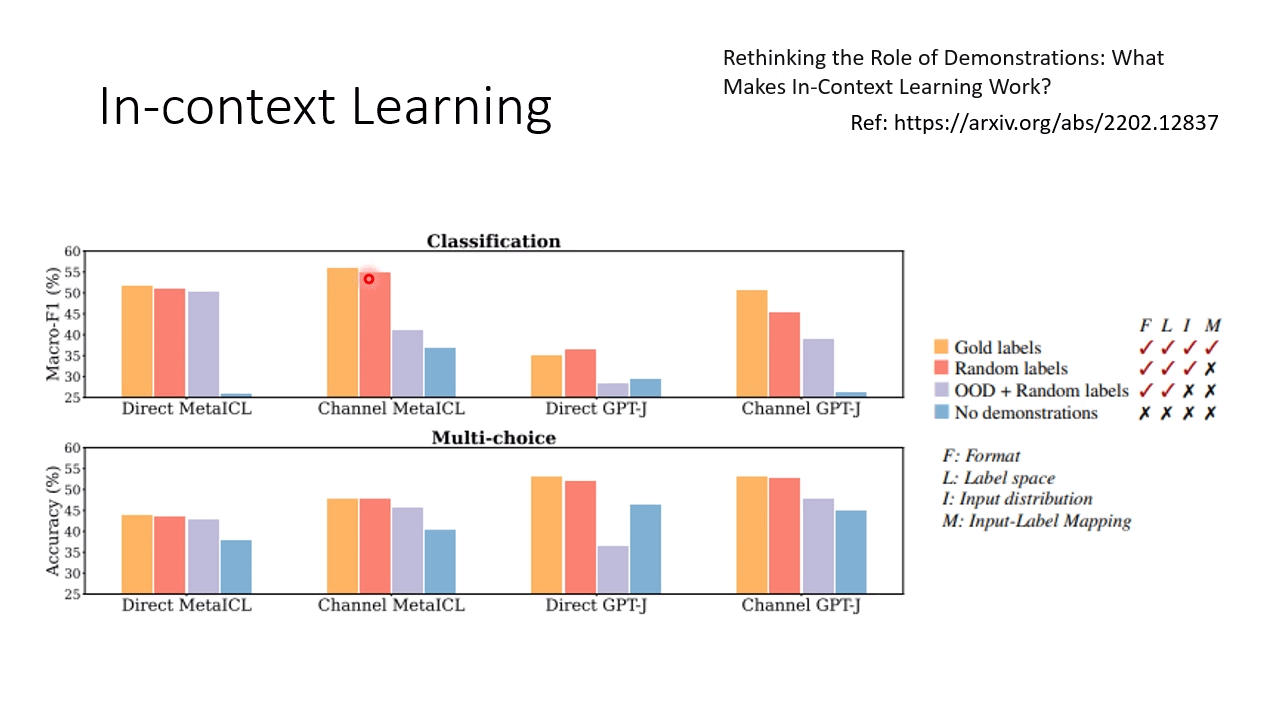 In-context Learning
Rethinking the Role of Demonstrations: What
Makes In-Context Learning Work?
Ref: https://arxiv.org/abs/2202.12837
Classification
Macro-F1 (%)
60
55
50
45
40
35
30
25
Direct MetaICL
Channel MetaICL
Direct GPT-J
Channel GPT-J
Multi-choice
Accuracy (%)
60
55
50
45
40
35
30
25
Direct MetaICL
Channel MetaICL
Direct GPT-J
Channel GPT-J
F L I M
Gold labels ✓ ✓ ✓ ✓
Random labels ✓ ✓ ✓ ✗
OOD + Random labels ✓ ✓ ✗ ✗
No demonstrations ✗ ✗ ✗ ✗
F: Format
L: Label space
I: Input distribution
M: Input-Label Mapping